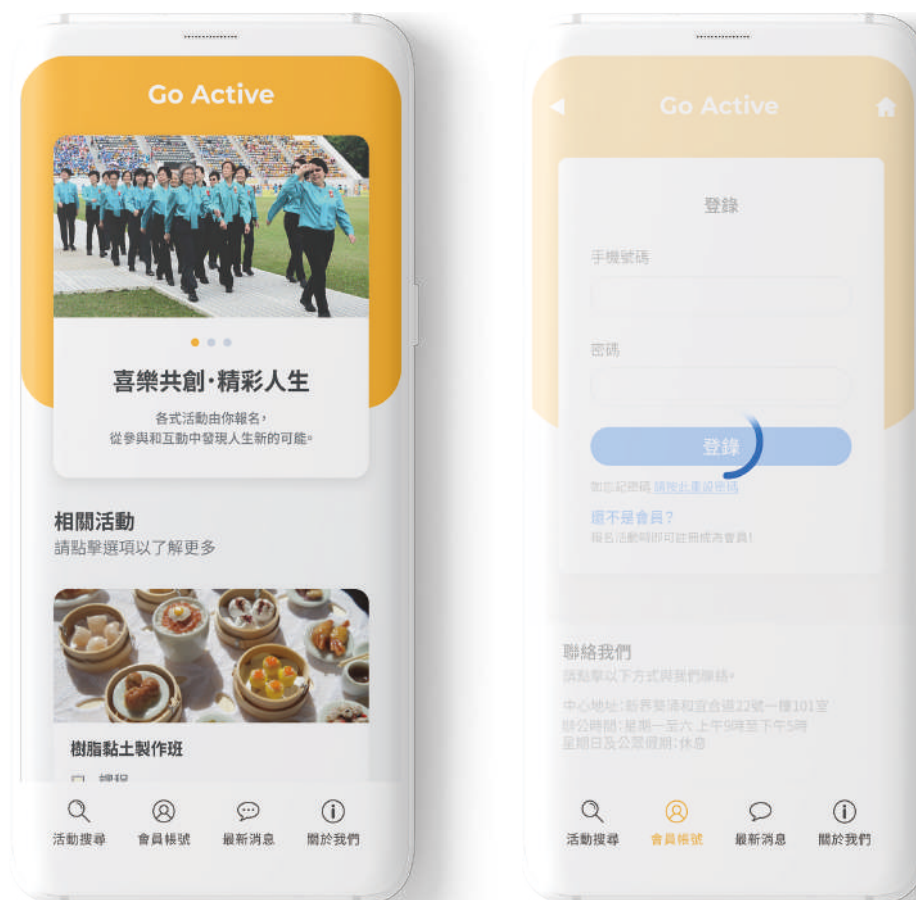 Go Active
喜樂共創·精彩人生
各式活動由你報名，
從參與和互動中發現人生新的可能。
相關活動
請點擊選項以了解更多
樹脂黏土製作班
課程
活動搜尋
會員帳號
最新消息
關於我們
Go Active
登錄
手機號碼
密碼
登錄
如忘記密碼 請按此重設密碼
還不是會員？
報名活動時即可註冊成為會員！
聯絡我們
請點擊以下方式與我們聯絡。
中心地址：新界葵涌和宜合道22號一樓101室
辦公時間：星期一至六 上午9時至下午5時
星期日及公眾假期：休息
活動搜尋
會員帳號
最新消息
關於我們